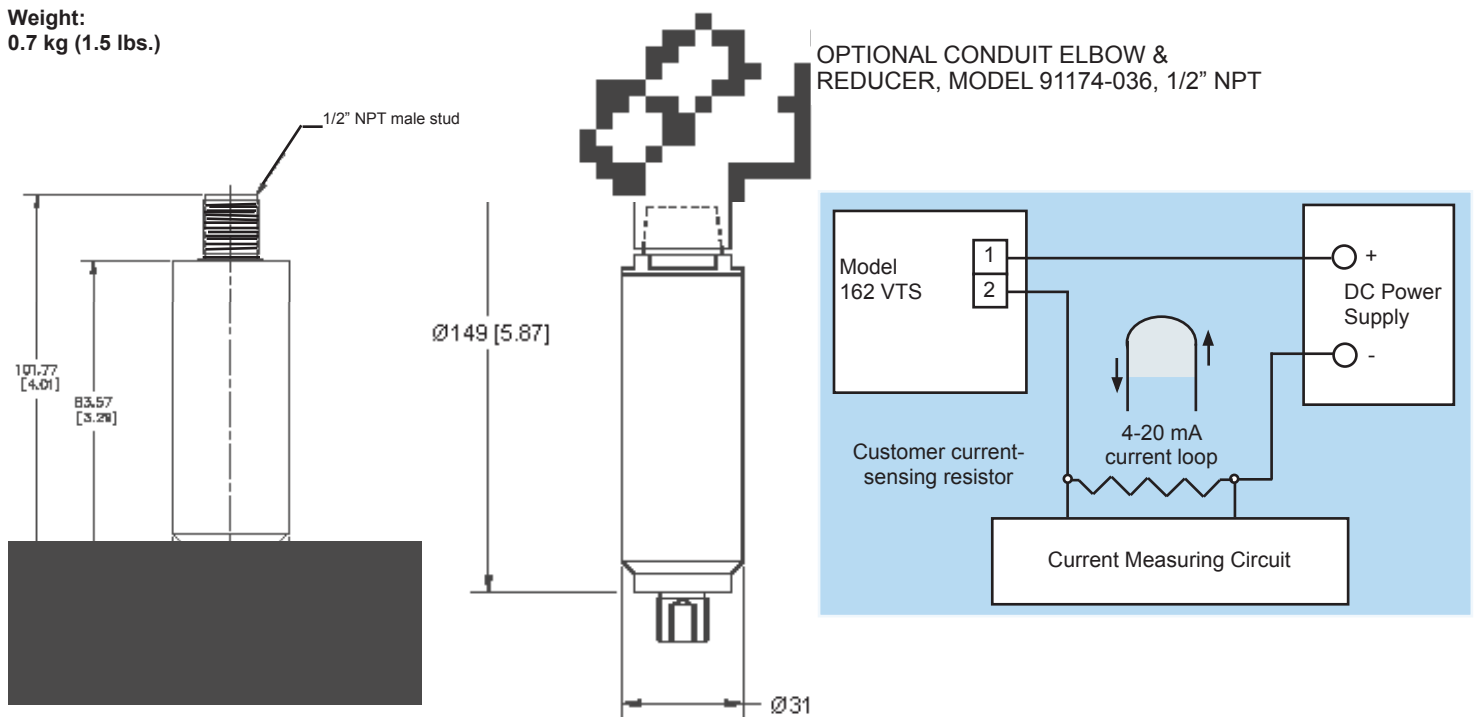 Weight:
0.7 kg (1.5 lbs.)
OPTIONAL CONDUIT ELBOW &
REDUCER, MODEL 91174-036, 1/2” NPT
1/2” NPT male stud
101.77
[4.01]
83.57
[3.29]
Ø149 [5.87]
Ø31
Model
162 VTS
1
2
+
DC Power
Supply
-
4-20 mA
current loop
Customer current-
sensing resistor
Current Measuring Circuit